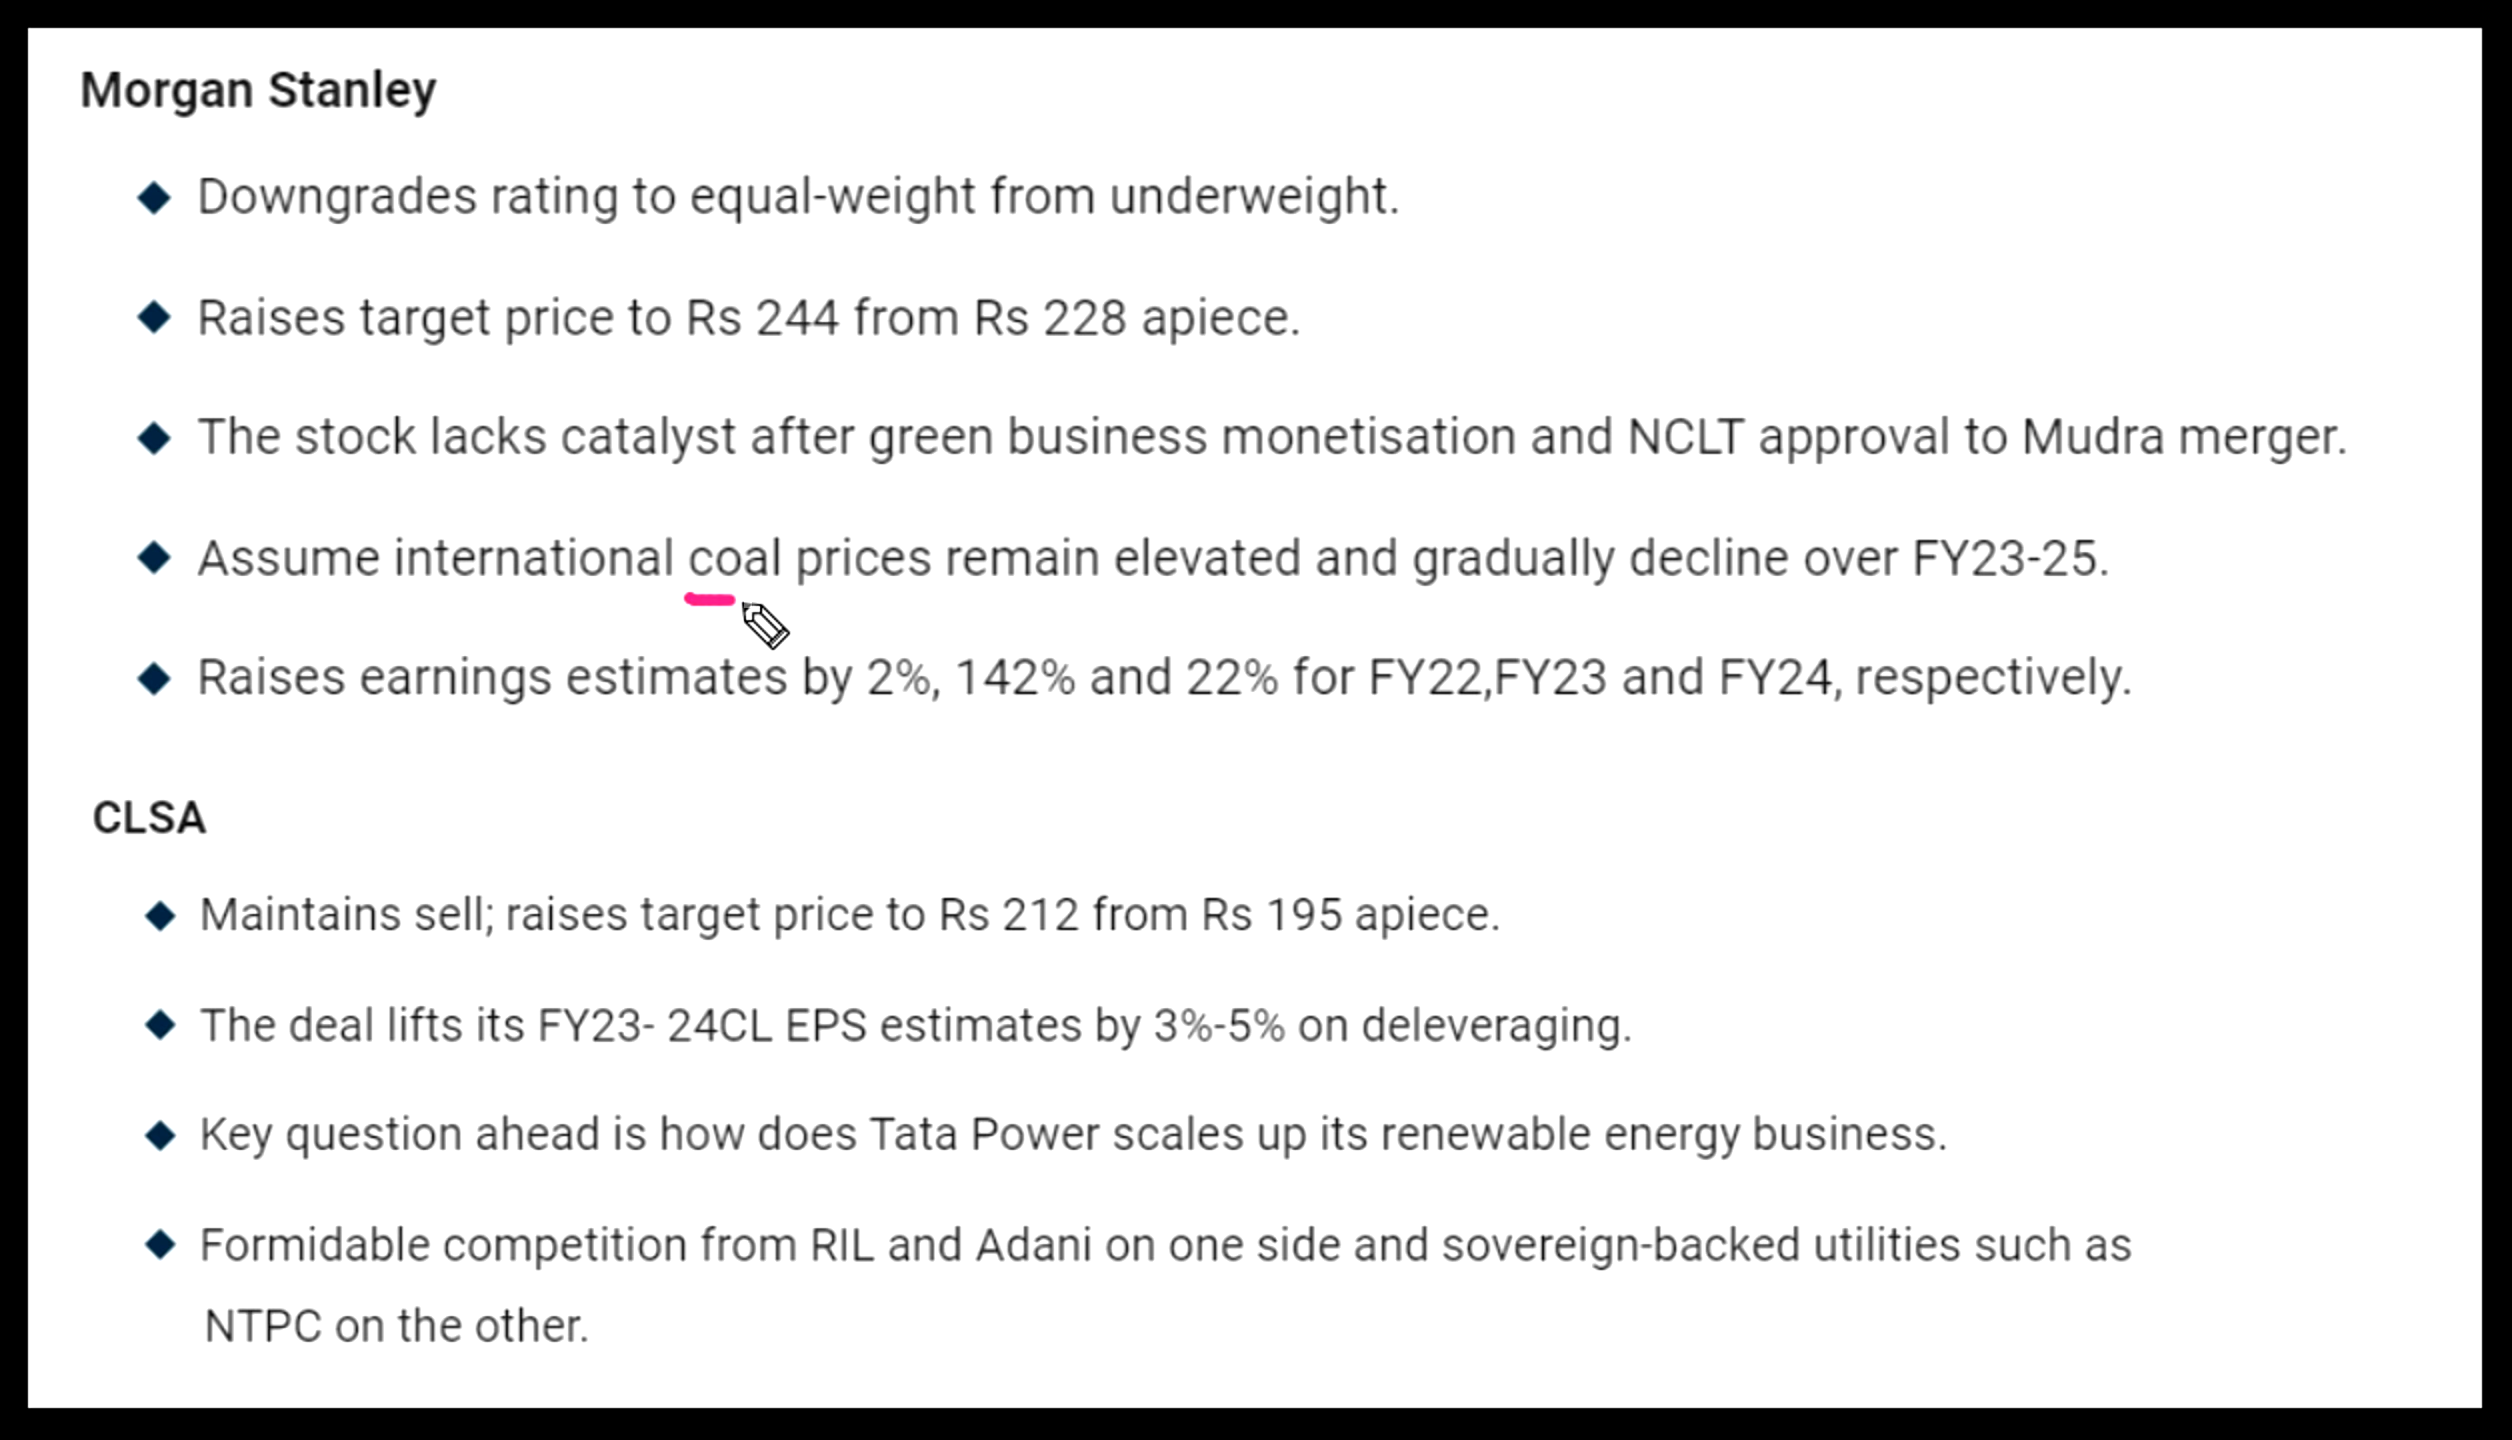 Morgan Stanley
Downgrades rating to equal-weight from underweight.
Raises target price to Rs 244 from Rs 228 apiece.
The stock lacks catalyst after green business monetisation and NCLT approval to Mudra merger.
Assume international coal prices remain elevated and gradually decline over FY23-25.
Raises earnings estimates by 2%, 142% and 22% for FY22,FY23 and FY24, respectively.
CLSA
Maintains sell; raises target price to Rs 212 from Rs 195 apiece.
The deal lifts its FY23- 24CL EPS estimates by 3%-5% on deleveraging.
Key question ahead is how does Tata Power scales up its renewable energy business.
Formidable competition from RIL and Adani on one side and sovereign-backed utilities such as
NTPC on the other.